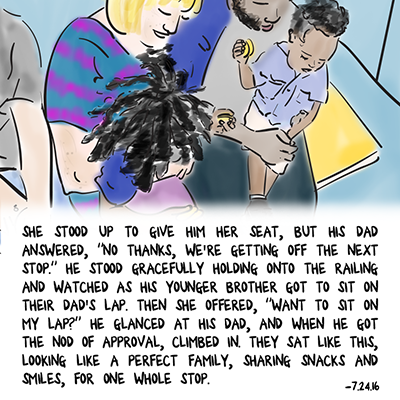 SHE STOOD UP TO GIVE HIM HER SEAT, BUT HIS DAD
ANSWERED, "NO THANKS, WE'RE GETTING OFF THE NEXT
STOP." HE STOOD GRACEFULLY HOLDING ONTO THE RAILING
AND WATCHED AS HIS YOUNGER BROTHER GOT TO SIT ON
THEIR DAD'S LAP. THEN SHE OFFERED, "WANT TO SIT ON
MY LAP?" HE GLANCED AT HIS DAD, AND WHEN HE GOT
THE NOD OF APPROVAL, CLIMBED IN. THEY SAT LIKE THIS,
LOOKING LIKE A PERFECT FAMILY, SHARING SNACKS AND
SMILES, FOR ONE WHOLE STOP.
-7.24.16